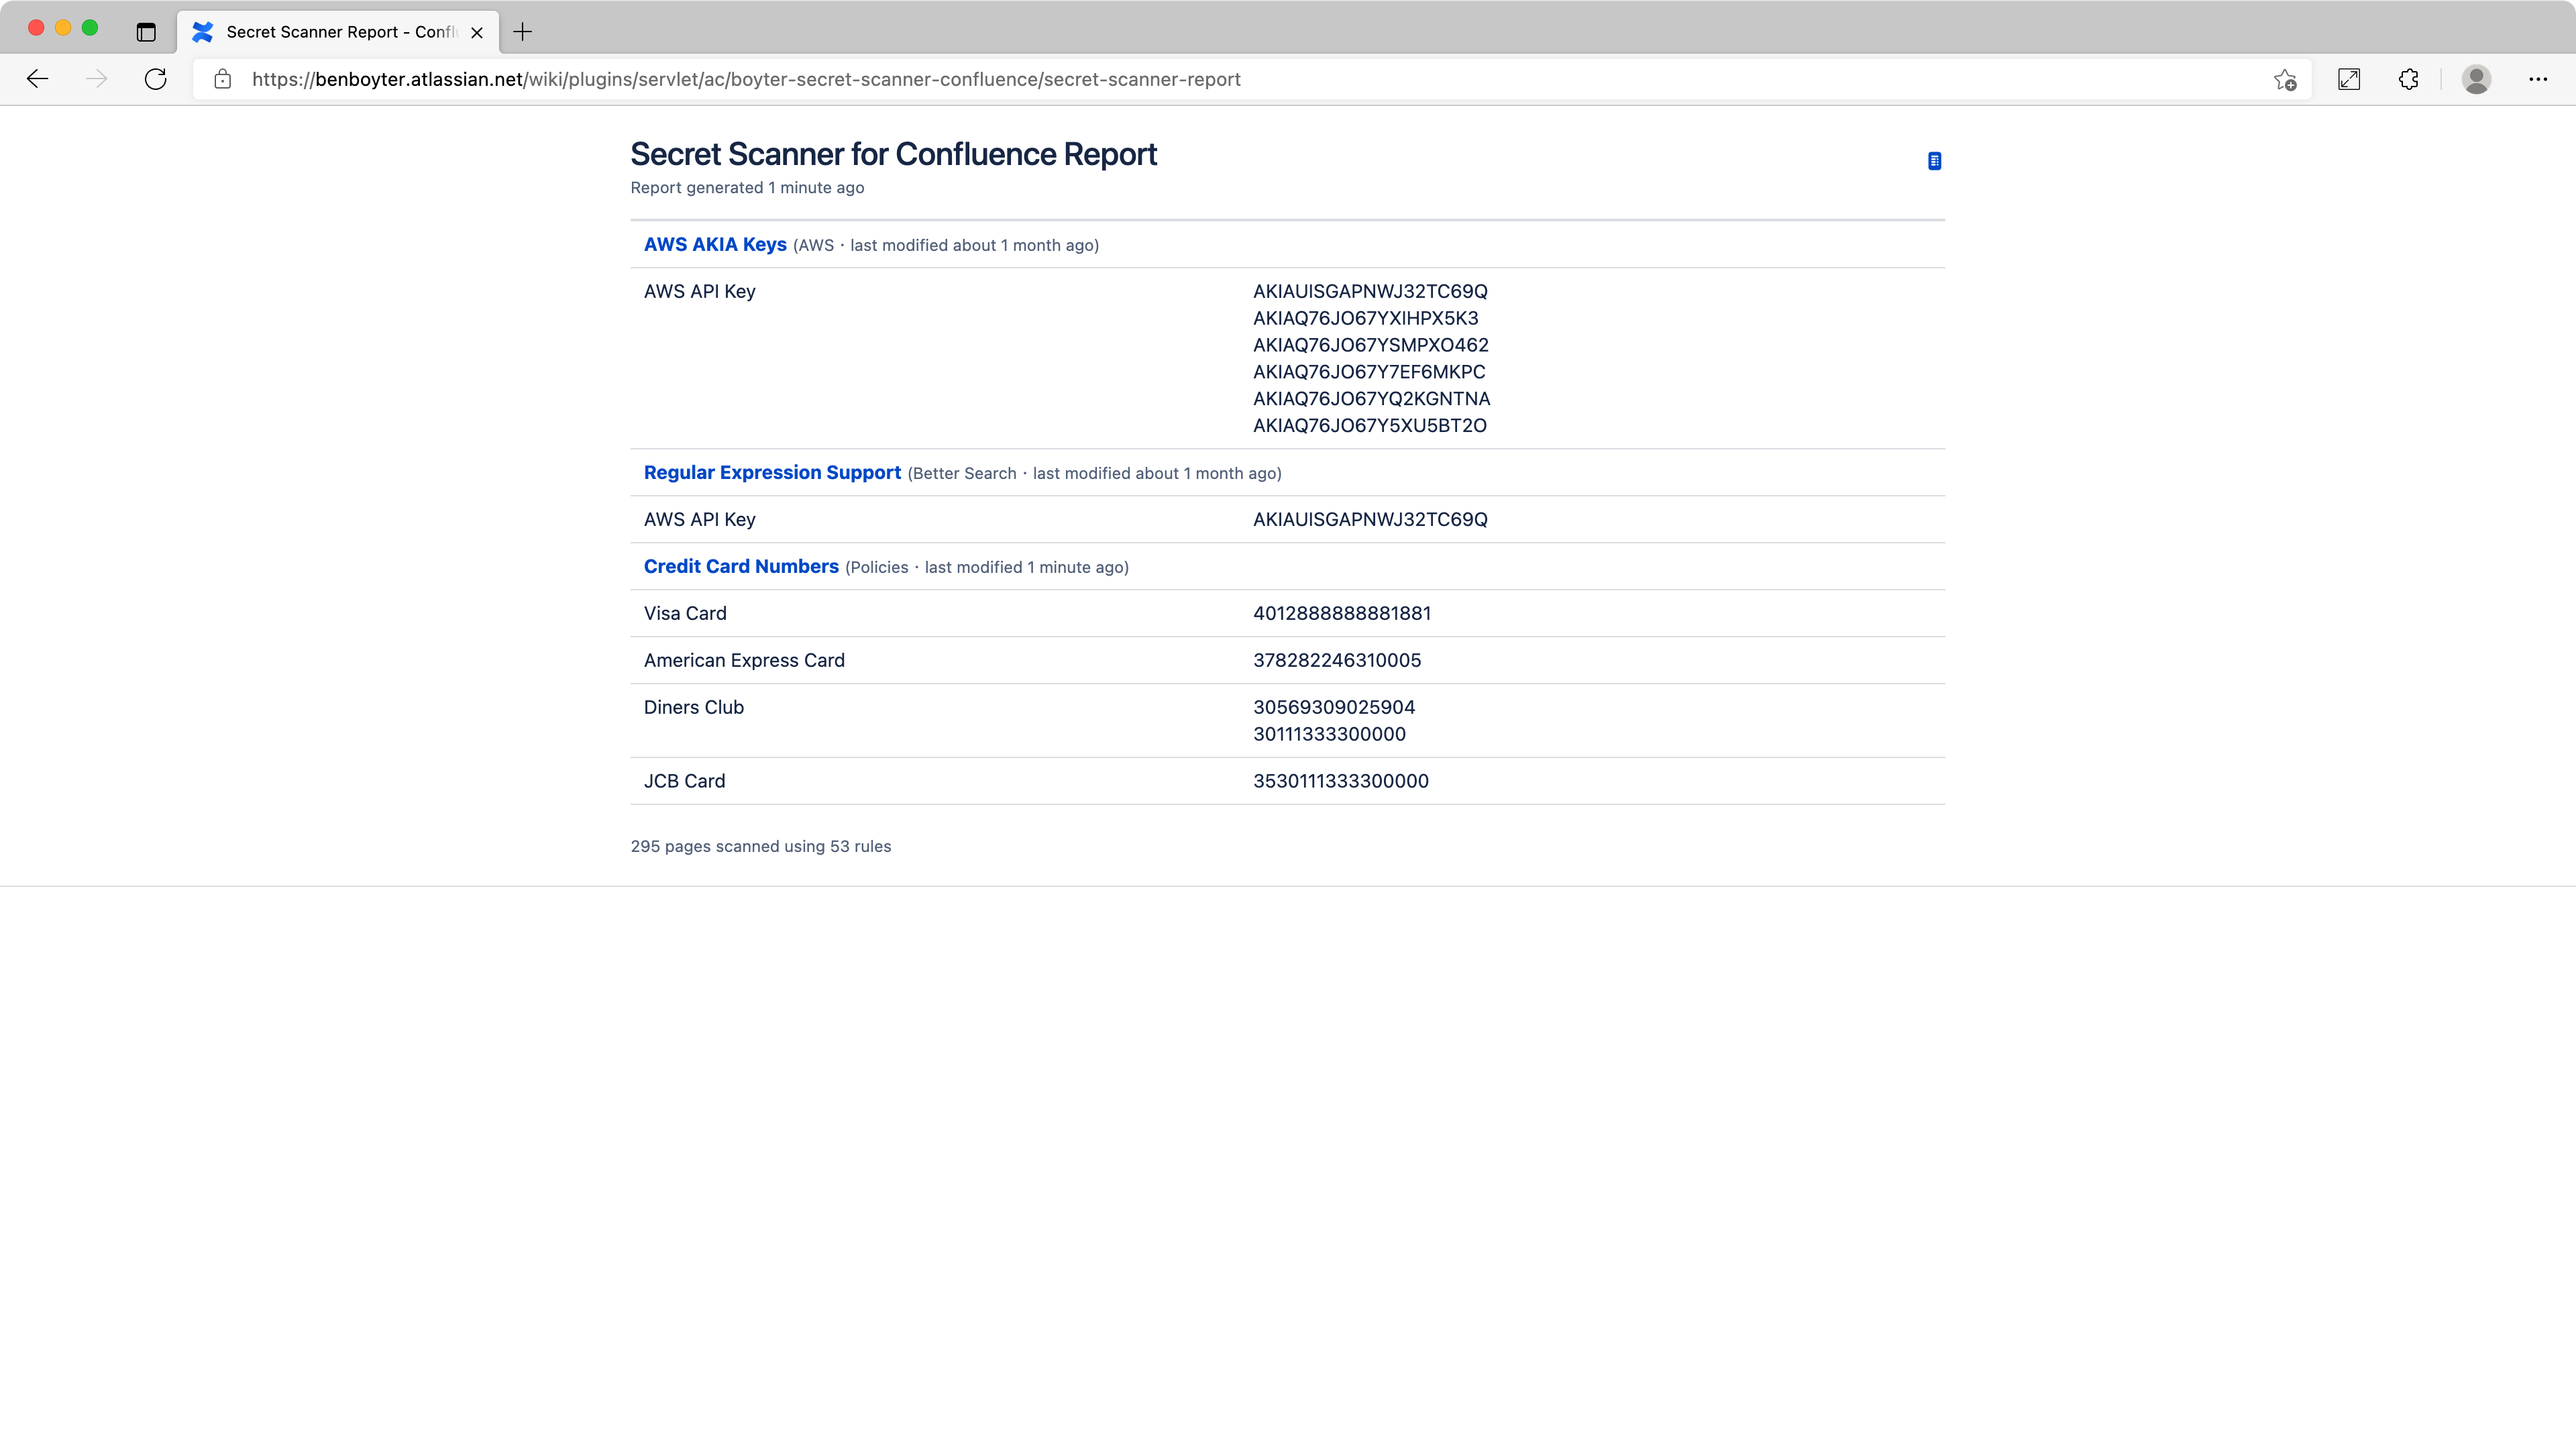 Secret Scanner Report - Confl
https://benboyter.atlassian.net/wiki/plugins/servlet/ac/boyter-secret-scanner-confluence/secret-scanner-report
Secret Scanner for Confluence Report
Report generated 1 minute ago
AWS AKIA Keys (AWS · last modified about 1 month ago)
AWS API Key AKIAUISGAPNWJ32TC69Q
AKIAQ76JO67YXIHPX5K3
AKIAQ76JO67YSMPXO462
AKIAQ76JO67Y7EF6MKPC
AKIAQ76JO67YQ2KGNTNA
AKIAQ76JO67Y5XU5BT2O
Regular Expression Support (Better Search · last modified about 1 month ago)
AWS API Key AKIAUISGAPNWJ32TC69Q
Credit Card Numbers (Policies · last modified 1 minute ago)
Visa Card 4012888888881881
American Express Card 378282246310005
Diners Club 30569309025904
30111333300000
JCB Card 3530111333300000
295 pages scanned using 53 rules